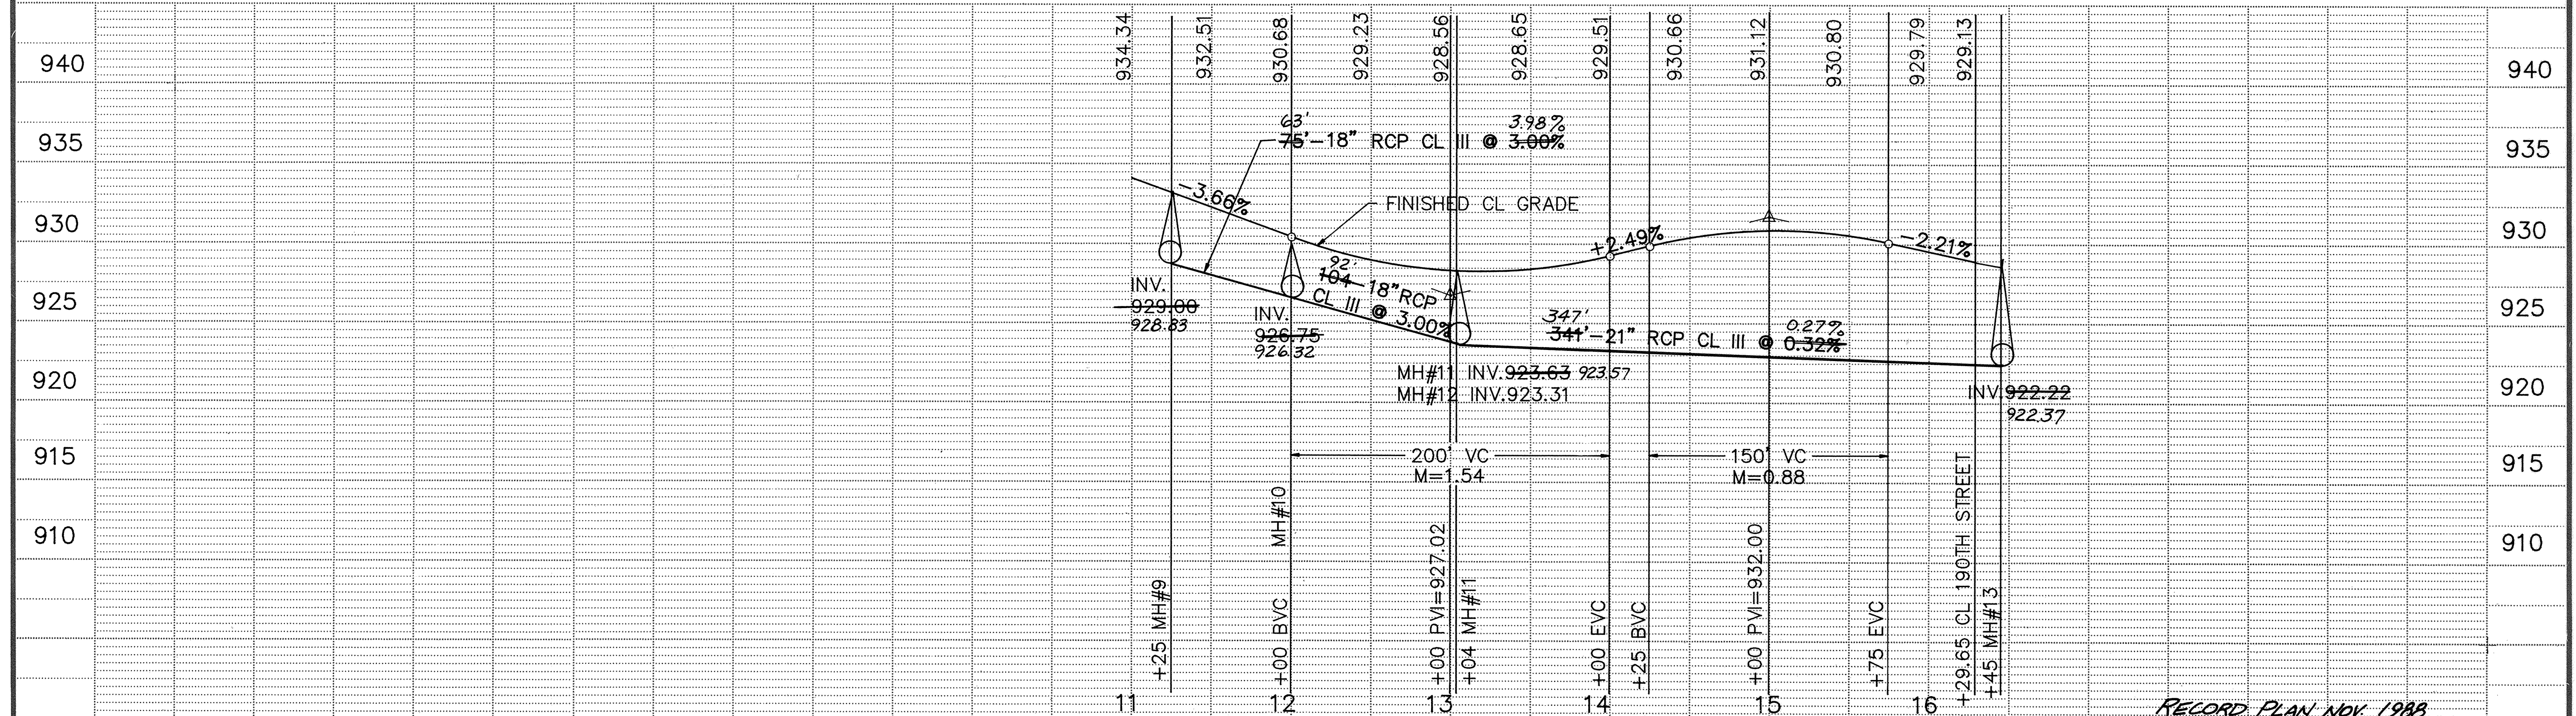 934.34
932.51
930.68
929.23
928.56
928.65
929.51
930.66
931.12
930.80
929.79
929.13
940
940
63'
3.98%
75'-18" RCP CL III @ 3.00%
935
935
-3.66%
FINISHED CL GRADE
930
930
+2.49%
-2.21%
92'
104-18" RCP
CL III @ 3.00%
INV.
929.00
928.83
925
925
INV.
926.75
926.32
347'
0.27%
341'-21" RCP CL III @ 0.32%
MH#11 INV.923.63 923.57
MH#12 INV.923.31
920
920
INV.922.22
922.37
915
915
200' VC
M=1.54
150' VC
M=0.88
910
910
+25 MH#9
+00 BVC MH#10
+00 PVI=927.02
+04 MH#11
+00 EVC
+25 BVC
+00 PVI=932.00
+75 EVC
+29.65 CL 190TH STREET
+45 MH#13
11
12
13
14
15
16
RECORD PLAN NOV. 1988